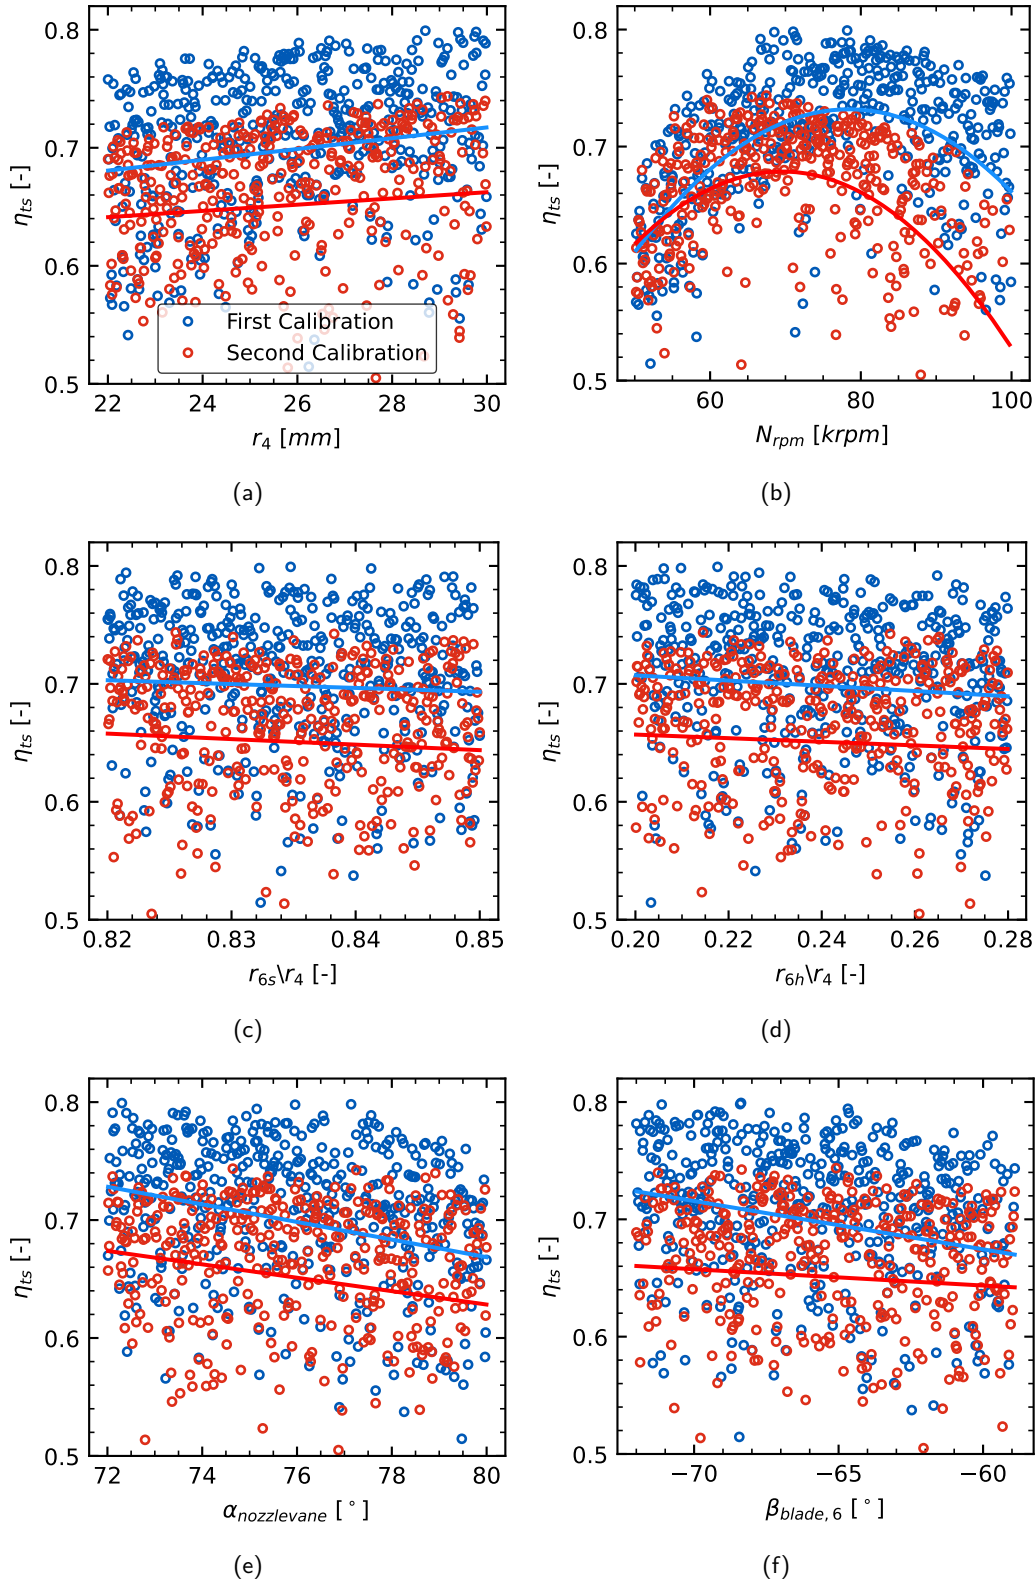 0.8
0.7
0.6
0.5
η_ts [-]
First Calibration
Second Calibration
22 24 26 28 30
r_4 [mm]
(a)
0.8
0.7
0.6
0.5
η_ts [-]
60 80 100
N_rpm [krpm]
(b)
0.8
0.7
0.6
0.5
η_ts [-]
0.82 0.83 0.84 0.85
r_6s\r_4 [-]
(c)
0.8
0.7
0.6
0.5
η_ts [-]
0.20 0.22 0.24 0.26 0.28
r_6h\r_4 [-]
(d)
0.8
0.7
0.6
0.5
η_ts [-]
72 74 76 78 80
α_nozzlevane [°]
(e)
0.8
0.7
0.6
0.5
η_ts [-]
−70 −65 −60
β_blade,6 [°]
(f)